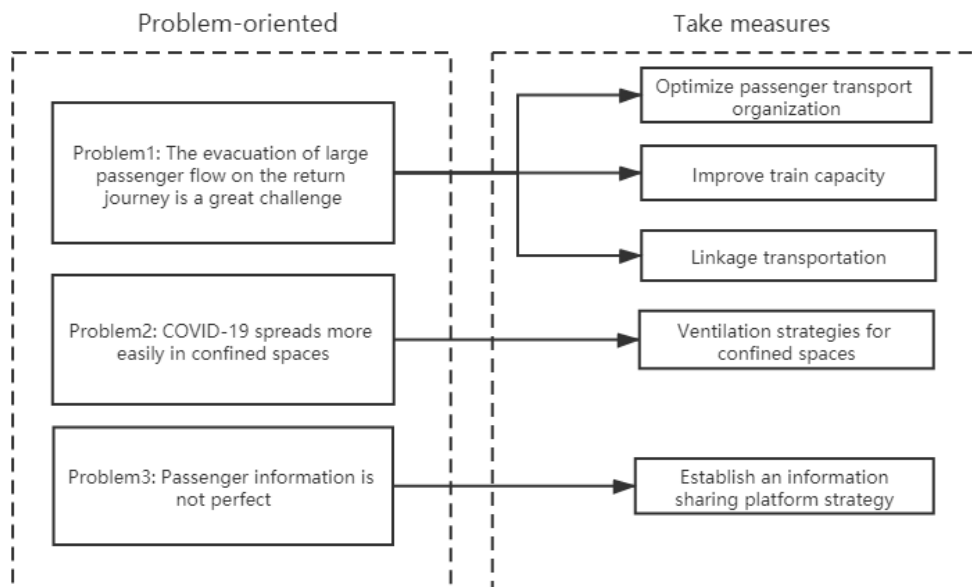 Problem-oriented
Problem1: The evacuation of large
passenger flow on the return
journey is a great challenge
Problem2: COVID-19 spreads more
easily in confined spaces
Problem3: Passenger information is
not perfect
Take measures
Optimize passenger transport
organization
Improve train capacity
Linkage transportation
Ventilation strategies for
confined spaces
Establish an information
sharing platform strategy